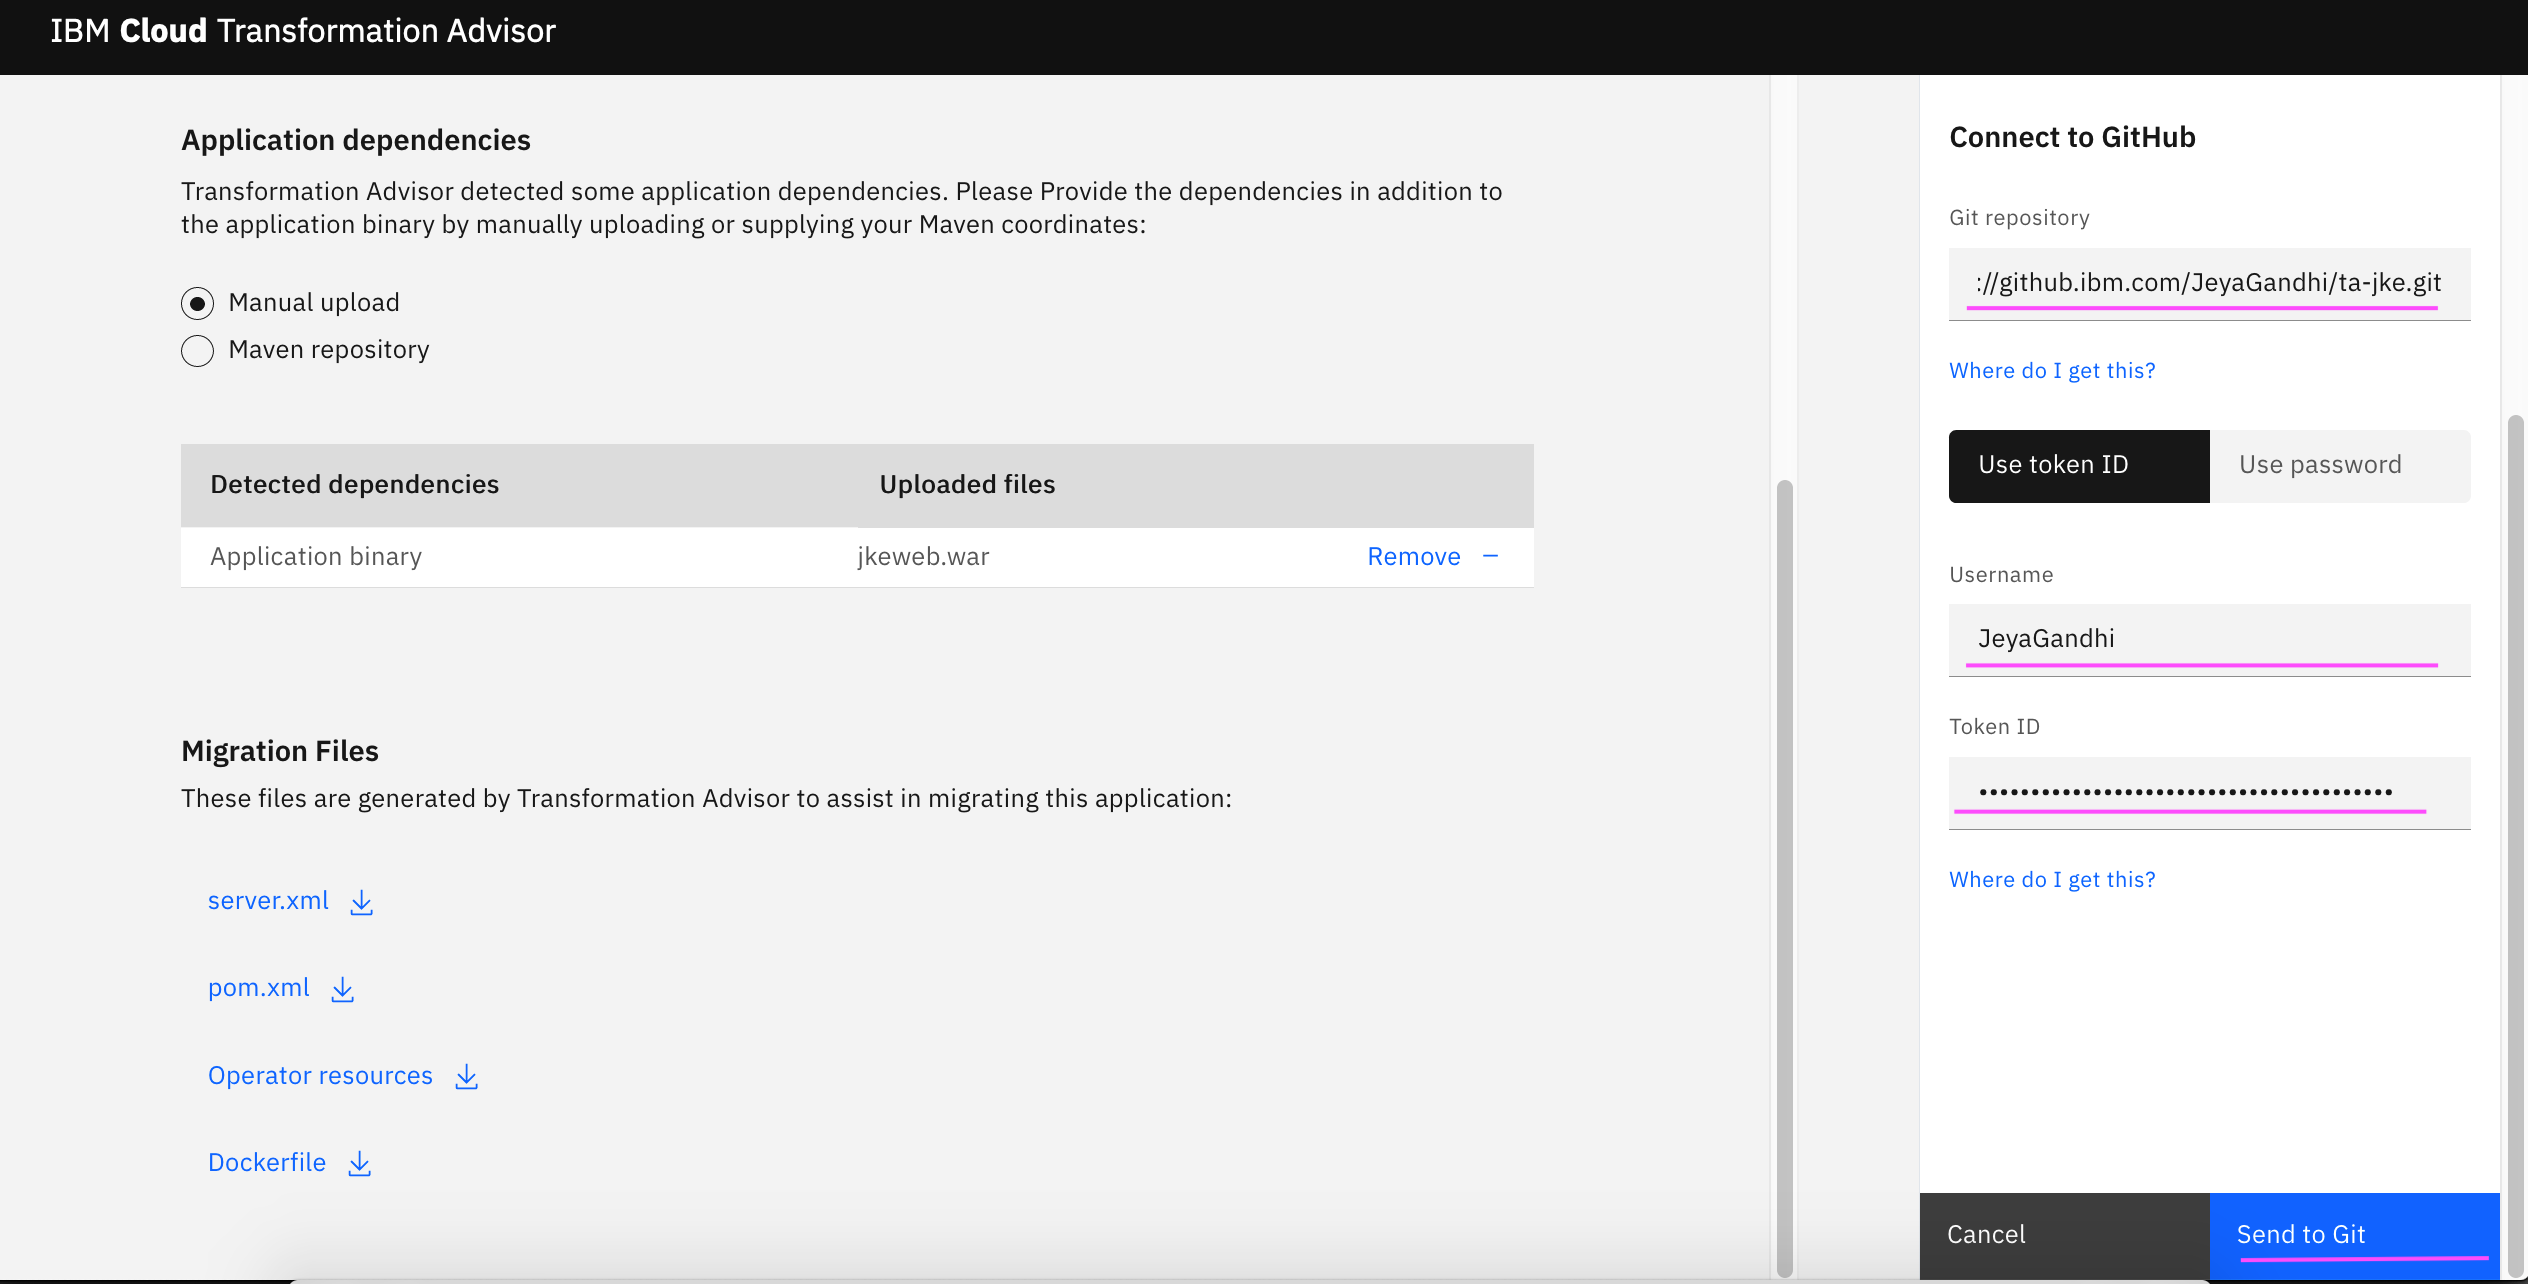 IBM Cloud Transformation Advisor
Application dependencies
Transformation Advisor detected some application dependencies. Please Provide the dependencies in addition to
the application binary by manually uploading or supplying your Maven coordinates:
Manual upload
Maven repository
Detected dependencies Uploaded files
Application binary jkeweb.war Remove
Migration Files
These files are generated by Transformation Advisor to assist in migrating this application:
server.xml
pom.xml
Operator resources
Dockerfile
Connect to GitHub
Git repository
://github.ibm.com/JeyaGandhi/ta-jke.git
Where do I get this?
Use token ID Use password
Username
JeyaGandhi
Token ID
••••••••••••••••••••••••••••••••••••••••
Where do I get this?
Cancel Send to Git